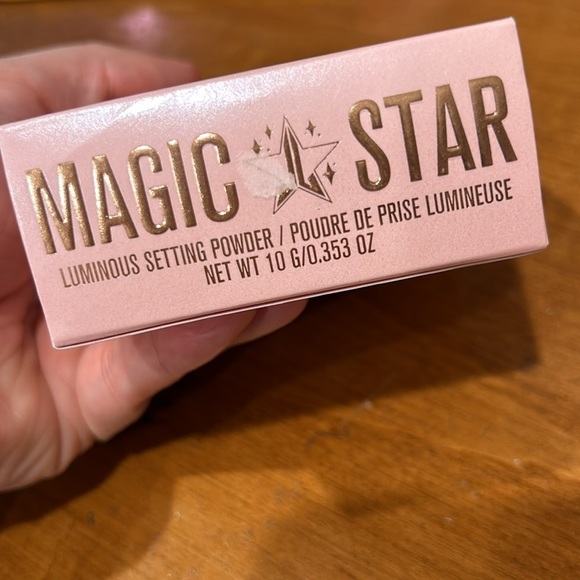 MAGIC STAR
LUMINOUS SETTING POWDER / POUDRE DE PRISE LUMINEUSE
NET WT 10 G/0.353 OZ